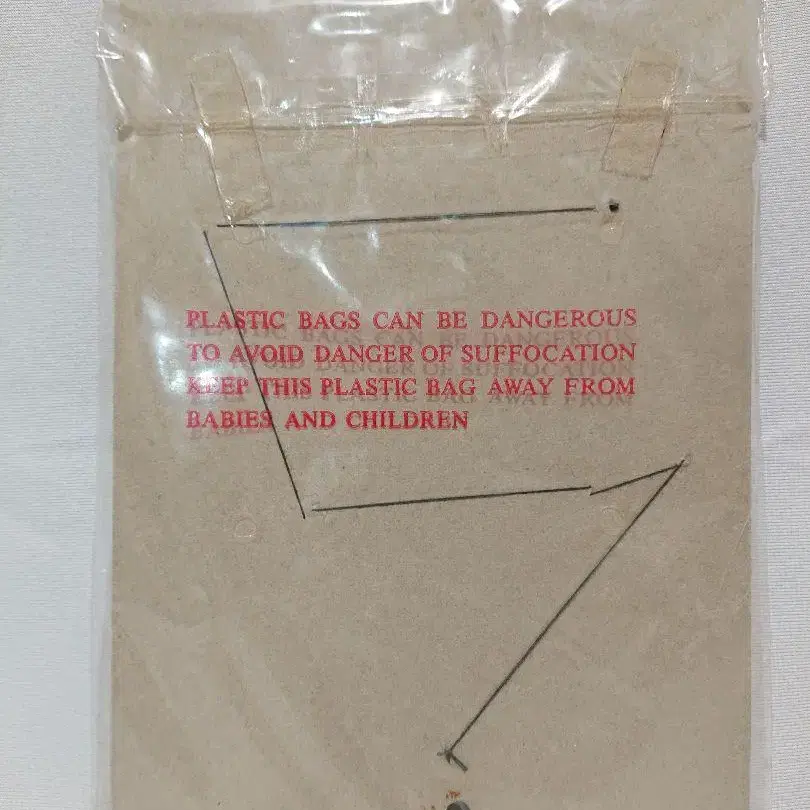 PLASTIC BAGS CAN BE DANGEROUS
TO AVOID DANGER OF SUFFOCATION
KEEP THIS PLASTIC BAG AWAY FROM
BABIES AND CHILDREN